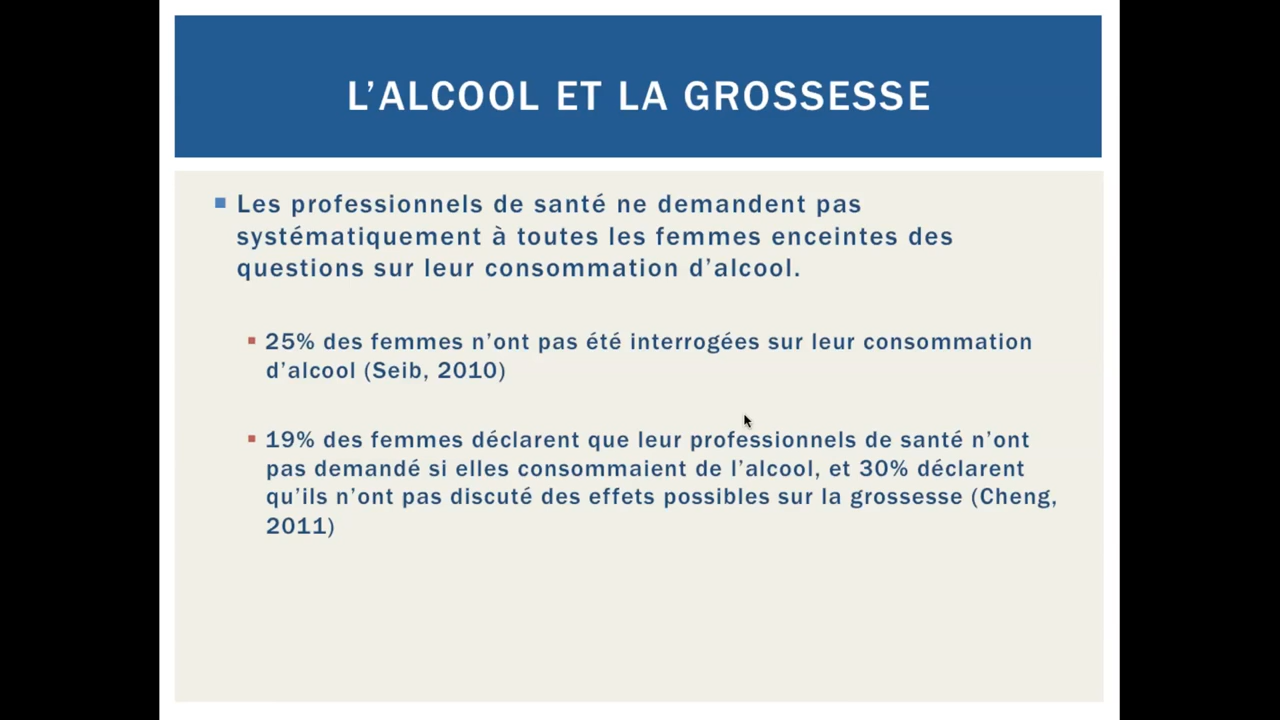 L’ALCOOL ET LA GROSSESSE
Les professionnels de santé ne demandent pas
systématiquement à toutes les femmes enceintes des
questions sur leur consommation d’alcool.
25% des femmes n’ont pas été interrogées sur leur consommation
d’alcool (Seib, 2010)
19% des femmes déclarent que leur professionnels de santé n’ont
pas demandé si elles consommaient de l’alcool, et 30% déclarent
qu’ils n’ont pas discuté des effets possibles sur la grossesse (Cheng,
2011)